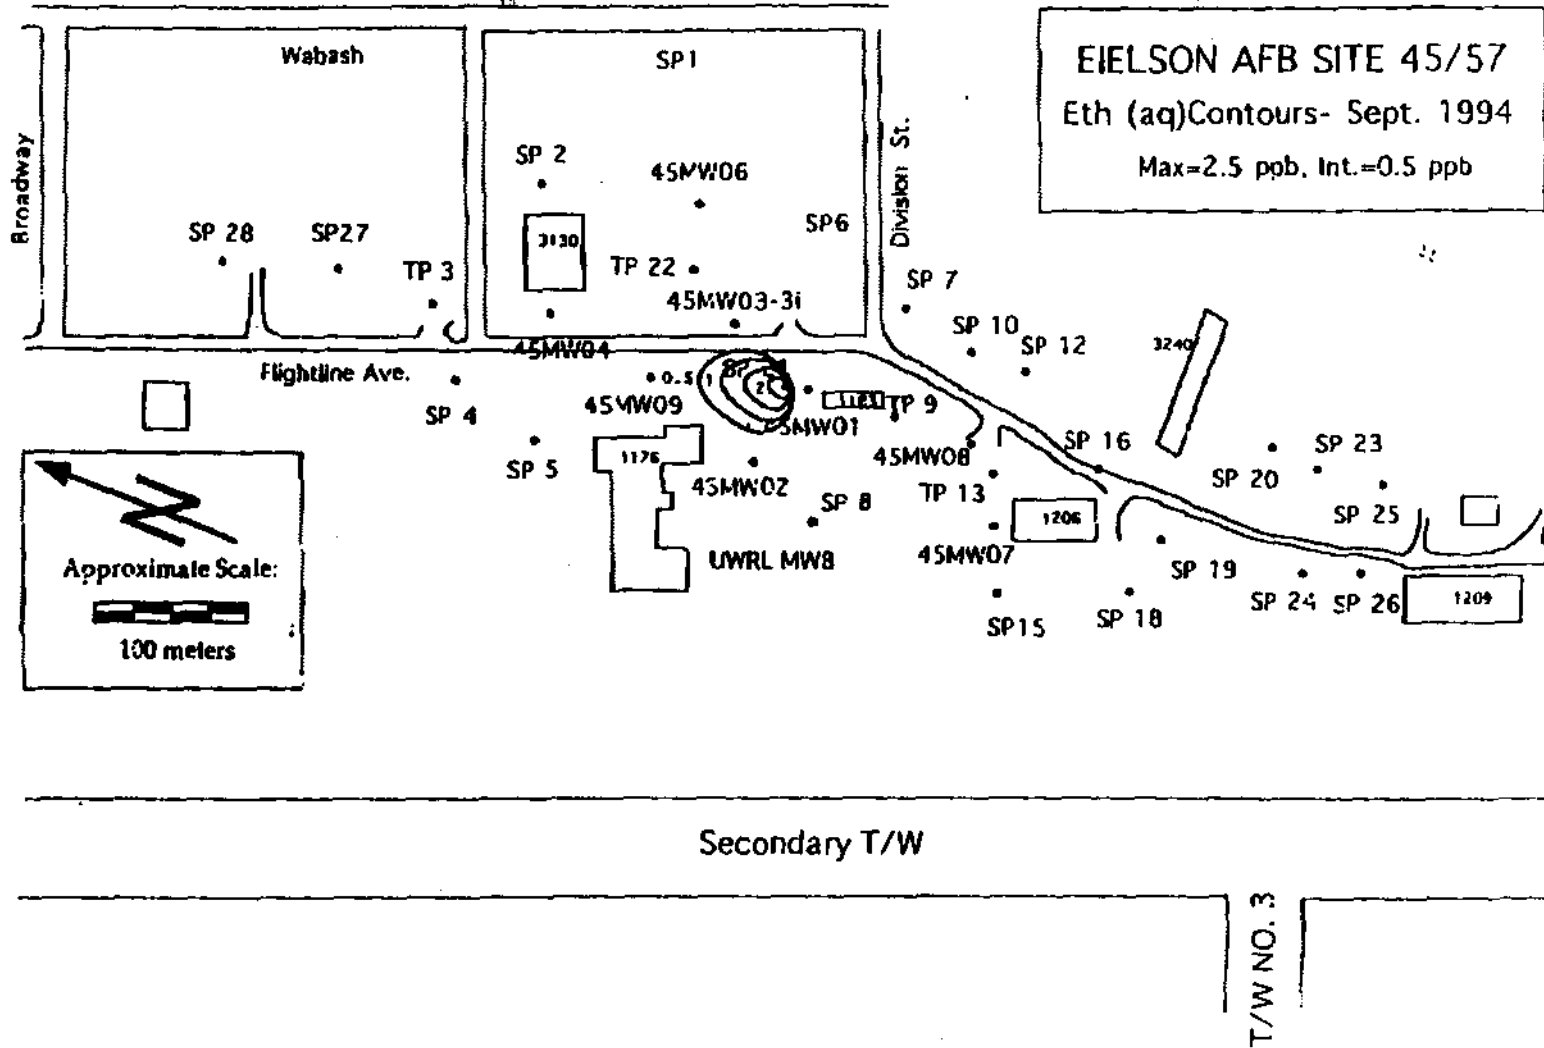 EIELSON AFB SITE 45/57
Eth (aq)Contours- Sept. 1994
Max=2.5 ppb, Int.=0.5 ppb
Wabash
SP1
Broadway
Division St.
SP 2
45MW06
SP 28
SP27
TP 3
3130
TP 22
SP6
SP 7
45MW03-3i
45MW04
SP 10
SP 12
3240
Flightline Ave.
0.5
1
2
45MW09
TP 9
SP 4
5MW01
SP 5
1176
45MW02
45MW08
SP 16
SP 20
SP 23
TP 13
SP 8
SP 25
1206
45MW07
UWRL MW8
SP 19
SP15
SP 18
SP 24
SP 26
1209
Approximate Scale:
100 meters
Secondary T/W
T/W NO. 3